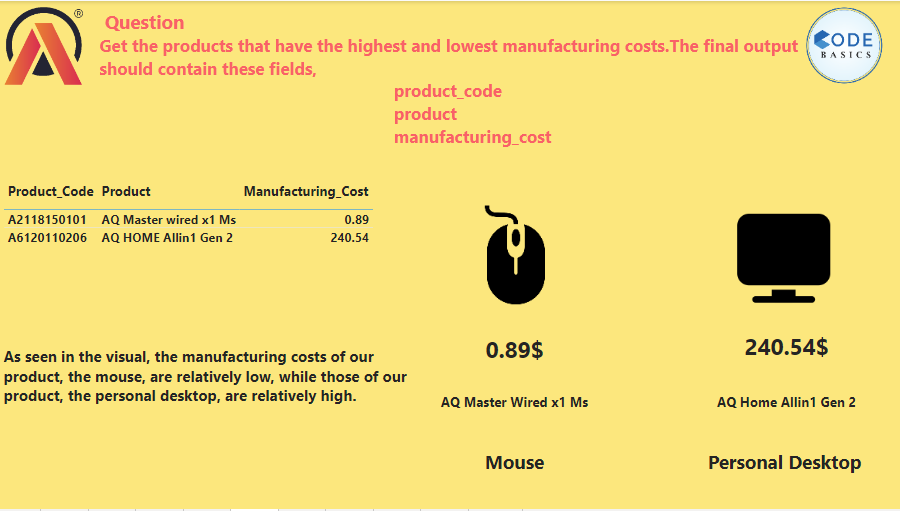 Question
Get the products that have the highest and lowest manufacturing costs.The final output
should contain these fields,
product_code
product
manufacturing_cost
®
CODE
BASICS
Product_Code Product Manufacturing_Cost
A2118150101 AQ Master wired x1 Ms 0.89
A6120110206 AQ HOME Allin1 Gen 2 240.54
As seen in the visual, the manufacturing costs of our
product, the mouse, are relatively low, while those of our
product, the personal desktop, are relatively high.
0.89$
AQ Master Wired x1 Ms
Mouse
240.54$
AQ Home Allin1 Gen 2
Personal Desktop